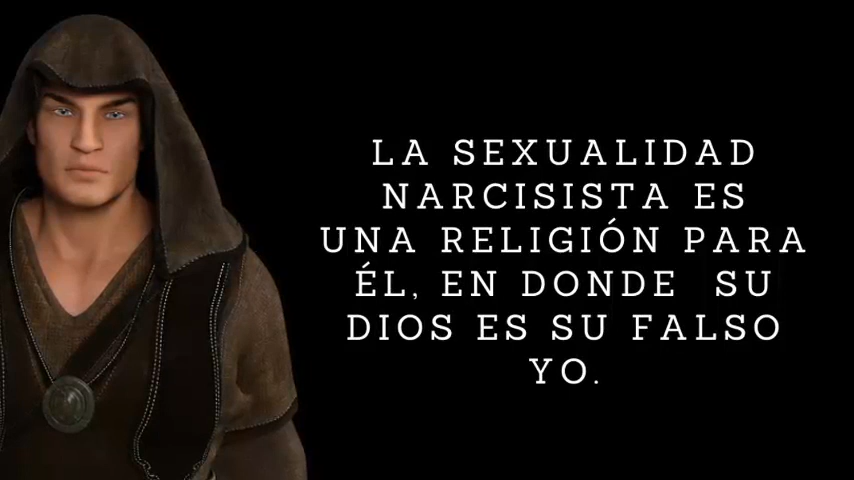 LA SEXUALIDAD
NARCISISTA ES
UNA RELIGIÓN PARA
ÉL, EN DONDE SU
DIOS ES SU FALSO
YO.